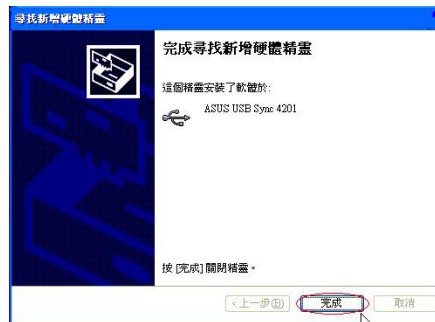 尋找新增硬體精靈
完成尋找新增硬體精靈
這個精靈安裝了軟體於:
ASUS USB Sync 4201
按 [完成] 關閉精靈。
<上一步(B)
完成
取消